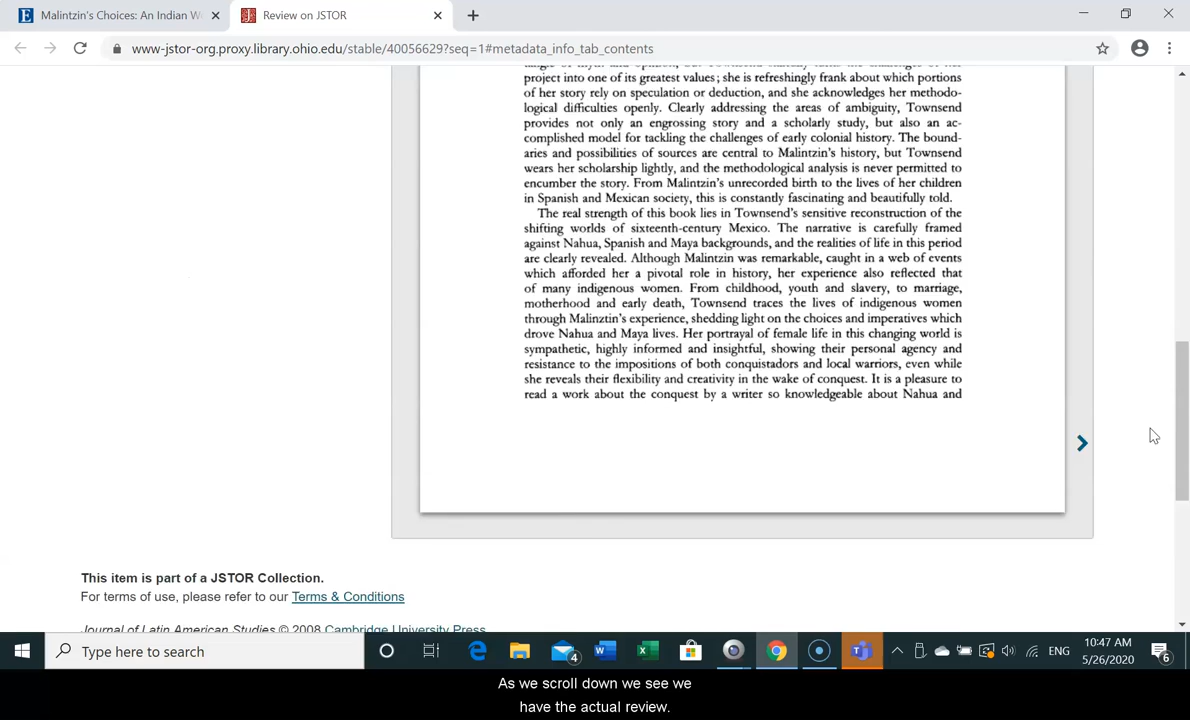 Malintzin's Choices: An Indian W
Review on JSTOR
www-jstor-org.proxy.library.ohio.edu/stable/40056629?seq=1#metadata_info_tab_contents
project into one of its greatest values; she is refreshingly frank about which portions
of her story rely on speculation or deduction, and she acknowledges her methodo-
logical difficulties openly. Clearly addressing the areas of ambiguity, Townsend
provides not only an engrossing story and a scholarly study, but also an ac-
complished model for tackling the challenges of early colonial history. The bound-
aries and possibilities of sources are central to Malintzin's history, but Townsend
wears her scholarship lightly, and the methodological analysis is never permitted to
encumber the story. From Malintzin's unrecorded birth to the lives of her children
in Spanish and Mexican society, this is constantly fascinating and beautifully told.
The real strength of this book lies in Townsend's sensitive reconstruction of the
shifting worlds of sixteenth-century Mexico. The narrative is carefully framed
against Nahua, Spanish and Maya backgrounds, and the realities of life in this period
are clearly revealed. Although Malintzin was remarkable, caught in a web of events
which afforded her a pivotal role in history, her experience also reflected that
of many indigenous women. From childhood, youth and slavery, to marriage,
motherhood and early death, Townsend traces the lives of indigenous women
through Malinztin's experience, shedding light on the choices and imperatives which
drove Nahua and Maya lives. Her portrayal of female life in this changing world is
sympathetic, highly informed and insightful, showing their personal agency and
resistance to the impositions of both conquistadors and local warriors, even while
she reveals their flexibility and creativity in the wake of conquest. It is a pleasure to
read a work about the conquest by a writer so knowledgeable about Nahua and
This item is part of a JSTOR Collection.
For terms of use, please refer to our Terms & Conditions
Journal of Latin American Studies © 2008 Cambridge University Press
Type here to search
4
ENG
10:47 AM
5/26/2020
6
As we scroll down we see we
have the actual review.